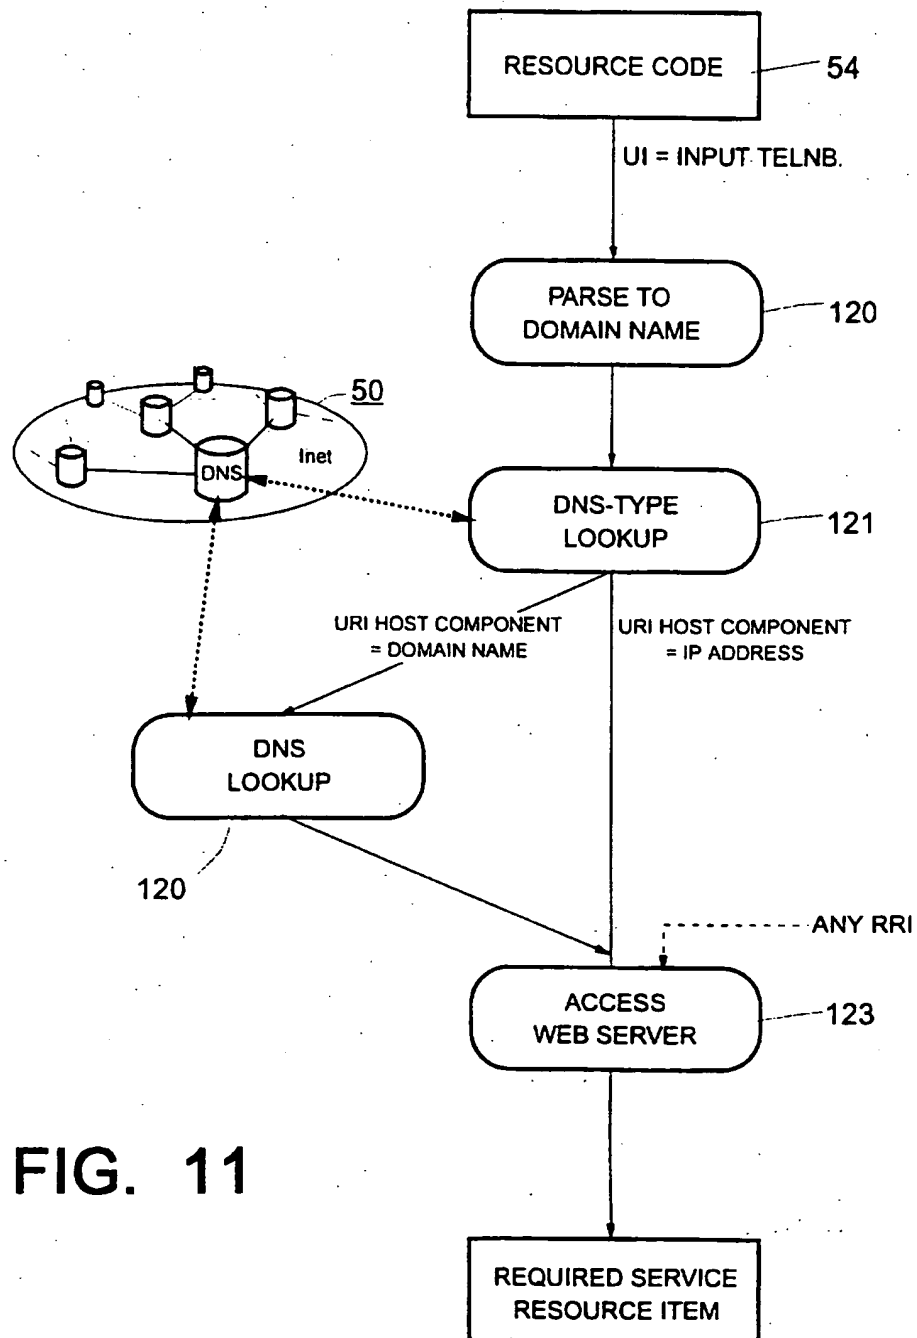 RESOURCE CODE
54
UI = INPUT TELNB.
PARSE TO
DOMAIN NAME
120
50
DNS
Inet
DNS-TYPE
LOOKUP
121
URI HOST COMPONENT
= DOMAIN NAME
URI HOST COMPONENT
= IP ADDRESS
DNS
LOOKUP
120
ANY RRI
ACCESS
WEB SERVER
123
FIG. 11
REQUIRED SERVICE
RESOURCE ITEM